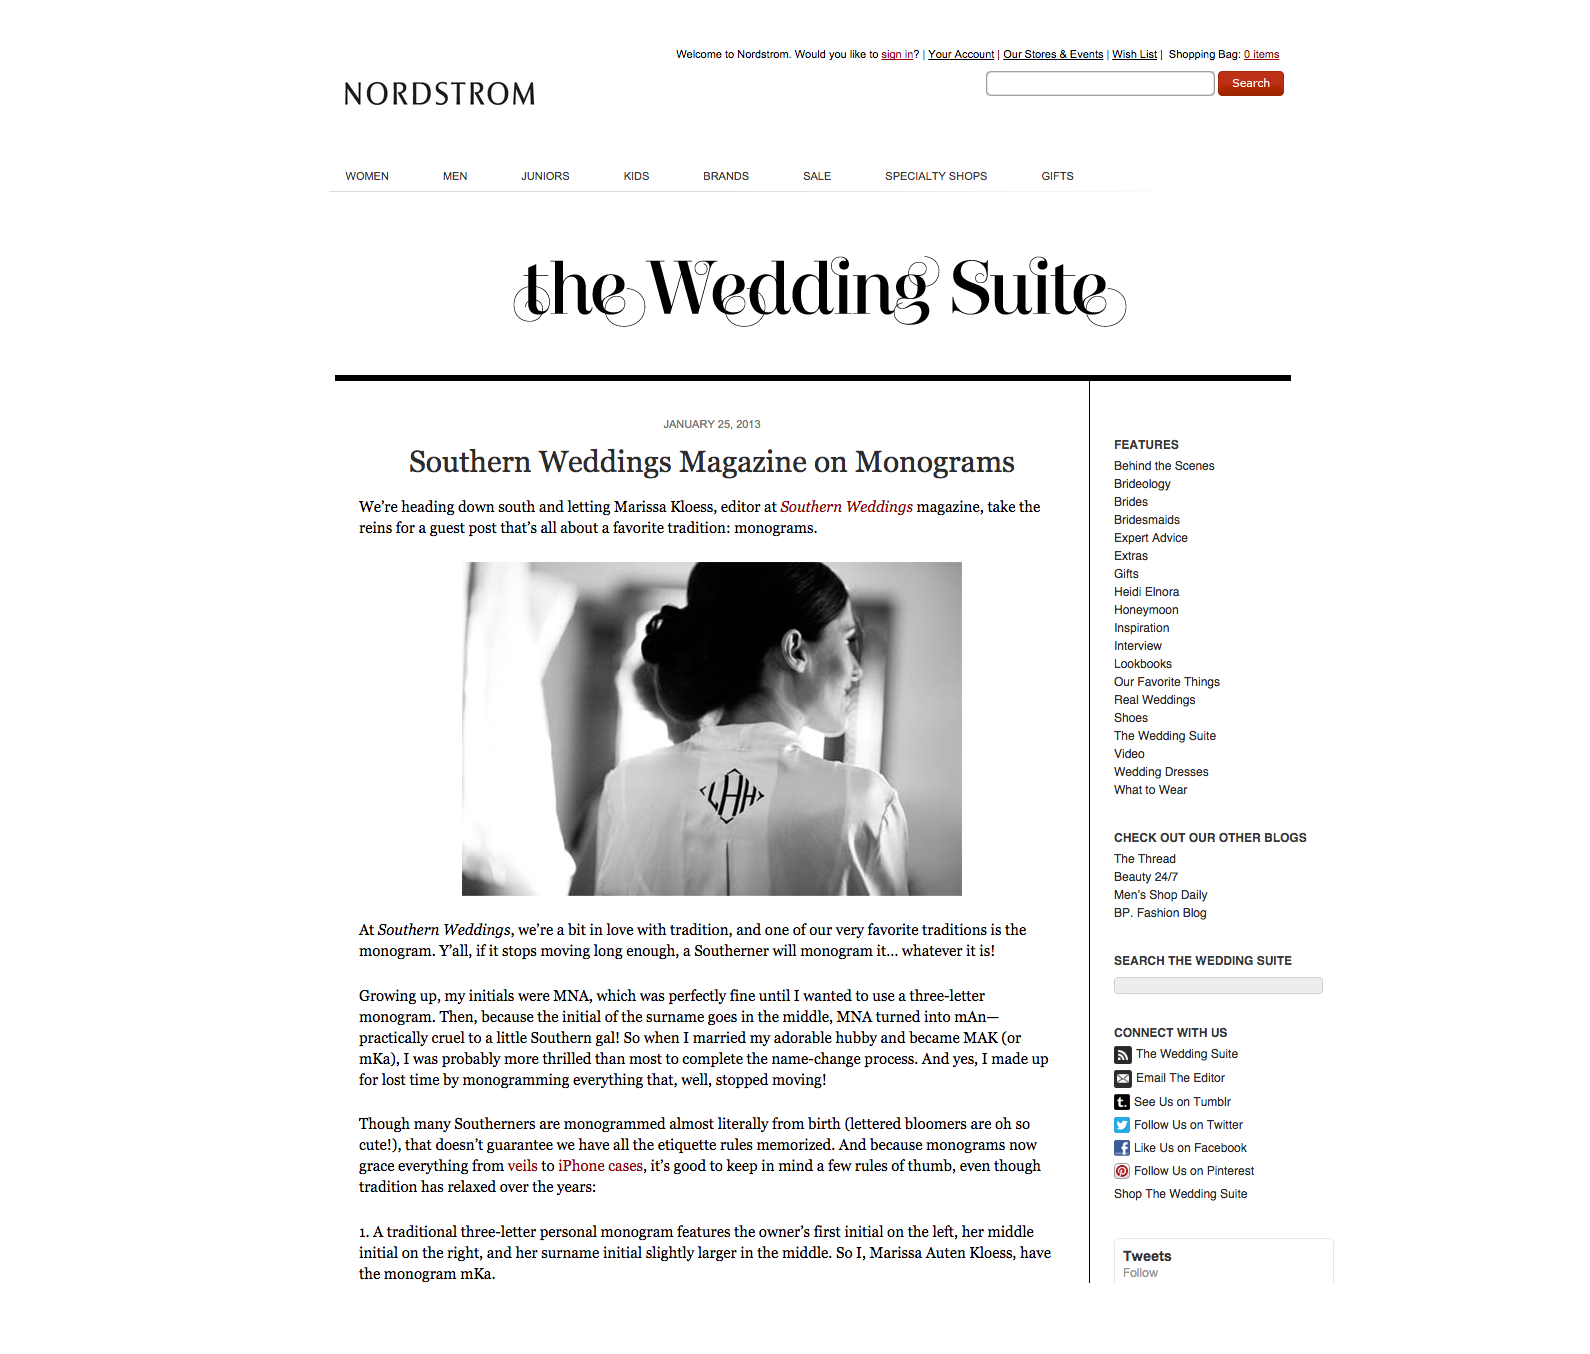 Welcome to Nordstrom. Would you like to sign in? | Your Account | Our Stores & Events | Wish List | Shopping Bag: 0 items
NORDSTROM
Search
WOMEN MEN JUNIORS KIDS BRANDS SALE SPECIALTY SHOPS GIFTS
the Wedding Suite
JANUARY 25, 2013
Southern Weddings Magazine on Monograms
We’re heading down south and letting Marissa Kloess, editor at Southern Weddings magazine, take the
reins for a guest post that’s all about a favorite tradition: monograms.
LAH
At Southern Weddings, we’re a bit in love with tradition, and one of our very favorite traditions is the
monogram. Y’all, if it stops moving long enough, a Southerner will monogram it… whatever it is!
Growing up, my initials were MNA, which was perfectly fine until I wanted to use a three-letter
monogram. Then, because the initial of the surname goes in the middle, MNA turned into mAn—
practically cruel to a little Southern gal! So when I married my adorable hubby and became MAK (or
mKa), I was probably more thrilled than most to complete the name-change process. And yes, I made up
for lost time by monogramming everything that, well, stopped moving!
Though many Southerners are monogrammed almost literally from birth (lettered bloomers are oh so
cute!), that doesn’t guarantee we have all the etiquette rules memorized. And because monograms now
grace everything from veils to iPhone cases, it’s good to keep in mind a few rules of thumb, even though
tradition has relaxed over the years:
1. A traditional three-letter personal monogram features the owner’s first initial on the left, her middle
initial on the right, and her surname initial slightly larger in the middle. So I, Marissa Auten Kloess, have
the monogram mKa.
FEATURES
Behind the Scenes
Brideology
Brides
Bridesmaids
Expert Advice
Extras
Gifts
Heidi Elnora
Honeymoon
Inspiration
Interview
Lookbooks
Our Favorite Things
Real Weddings
Shoes
The Wedding Suite
Video
Wedding Dresses
What to Wear
CHECK OUT OUR OTHER BLOGS
The Thread
Beauty 24/7
Men’s Shop Daily
BP. Fashion Blog
SEARCH THE WEDDING SUITE
CONNECT WITH US
The Wedding Suite
Email The Editor
See Us on Tumblr
Follow Us on Twitter
Like Us on Facebook
Follow Us on Pinterest
Shop The Wedding Suite
Tweets
Follow